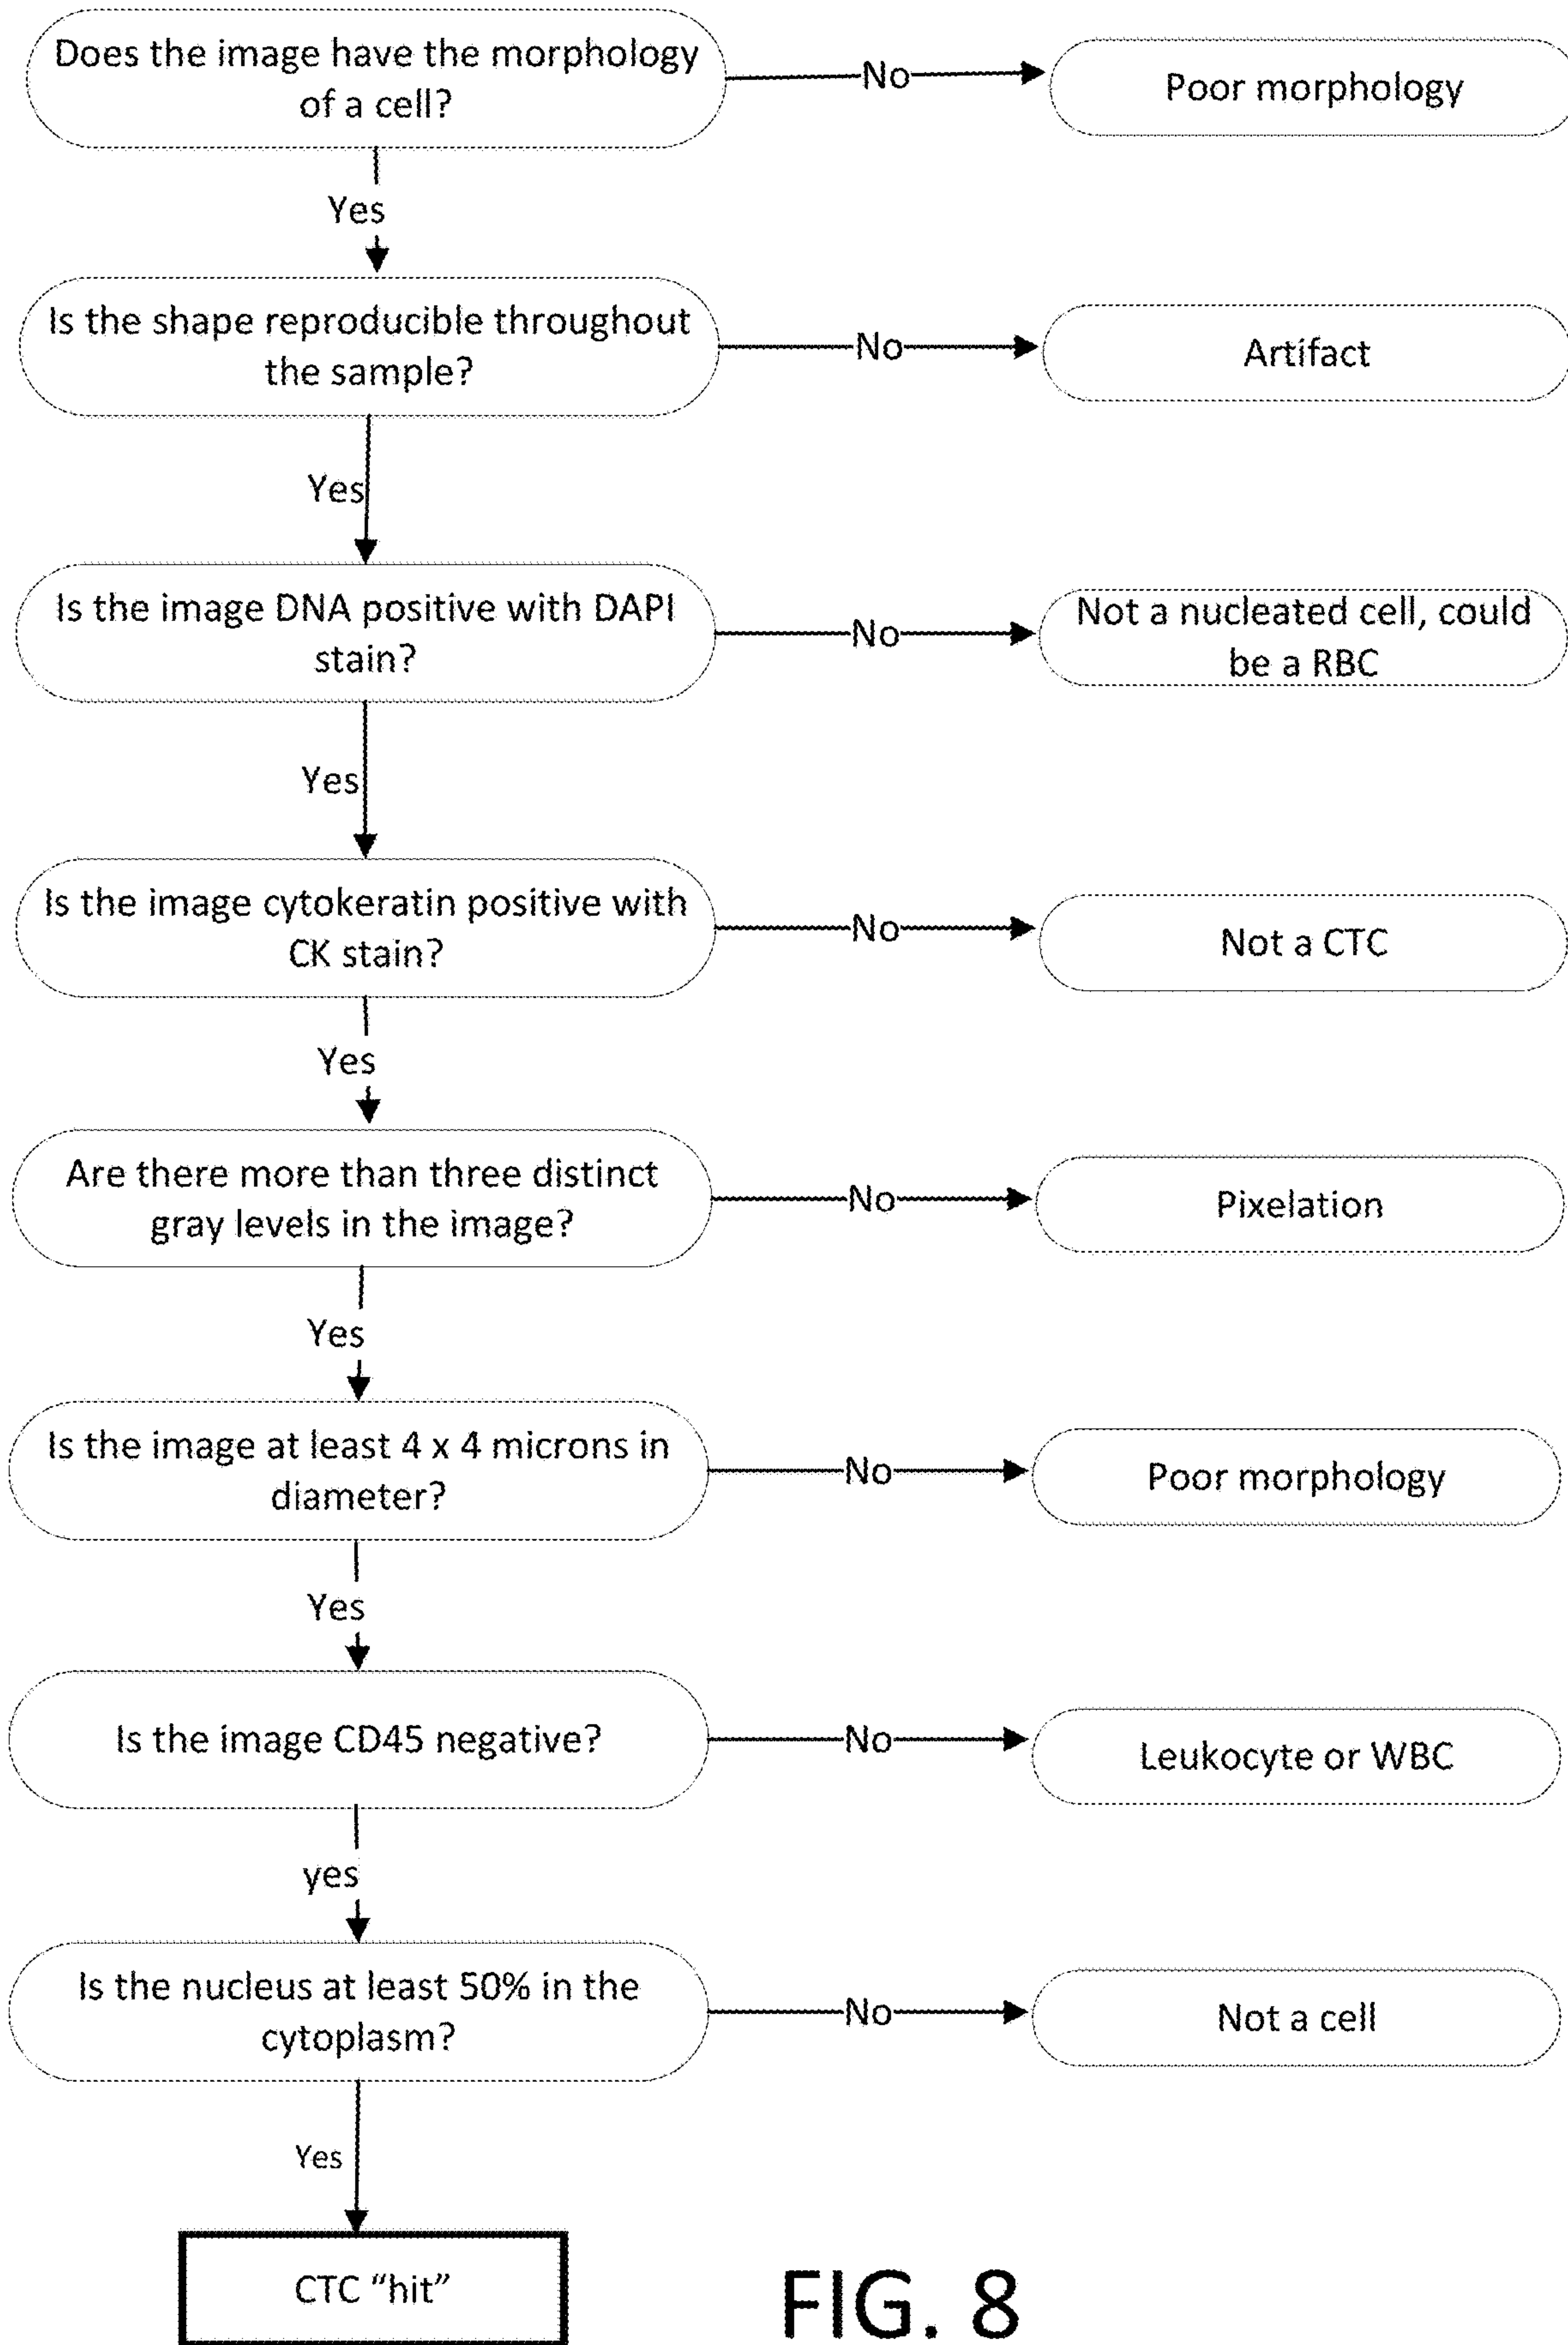 Does the image have the morphology
of a cell?
No
Poor morphology
Yes
Is the shape reproducible throughout
the sample?
No
Artifact
Yes
Is the image DNA positive with DAPI
stain?
No
Not a nucleated cell, could
be a RBC
Yes
Is the image cytokeratin positive with
CK stain?
No
Not a CTC
Yes
Are there more than three distinct
gray levels in the image?
No
Pixelation
Yes
Is the image at least 4 x 4 microns in
diameter?
No
Poor morphology
Yes
Is the image CD45 negative?
No
Leukocyte or WBC
yes
Is the nucleus at least 50% in the
cytoplasm?
No
Not a cell
Yes
CTC “hit”
FIG. 8